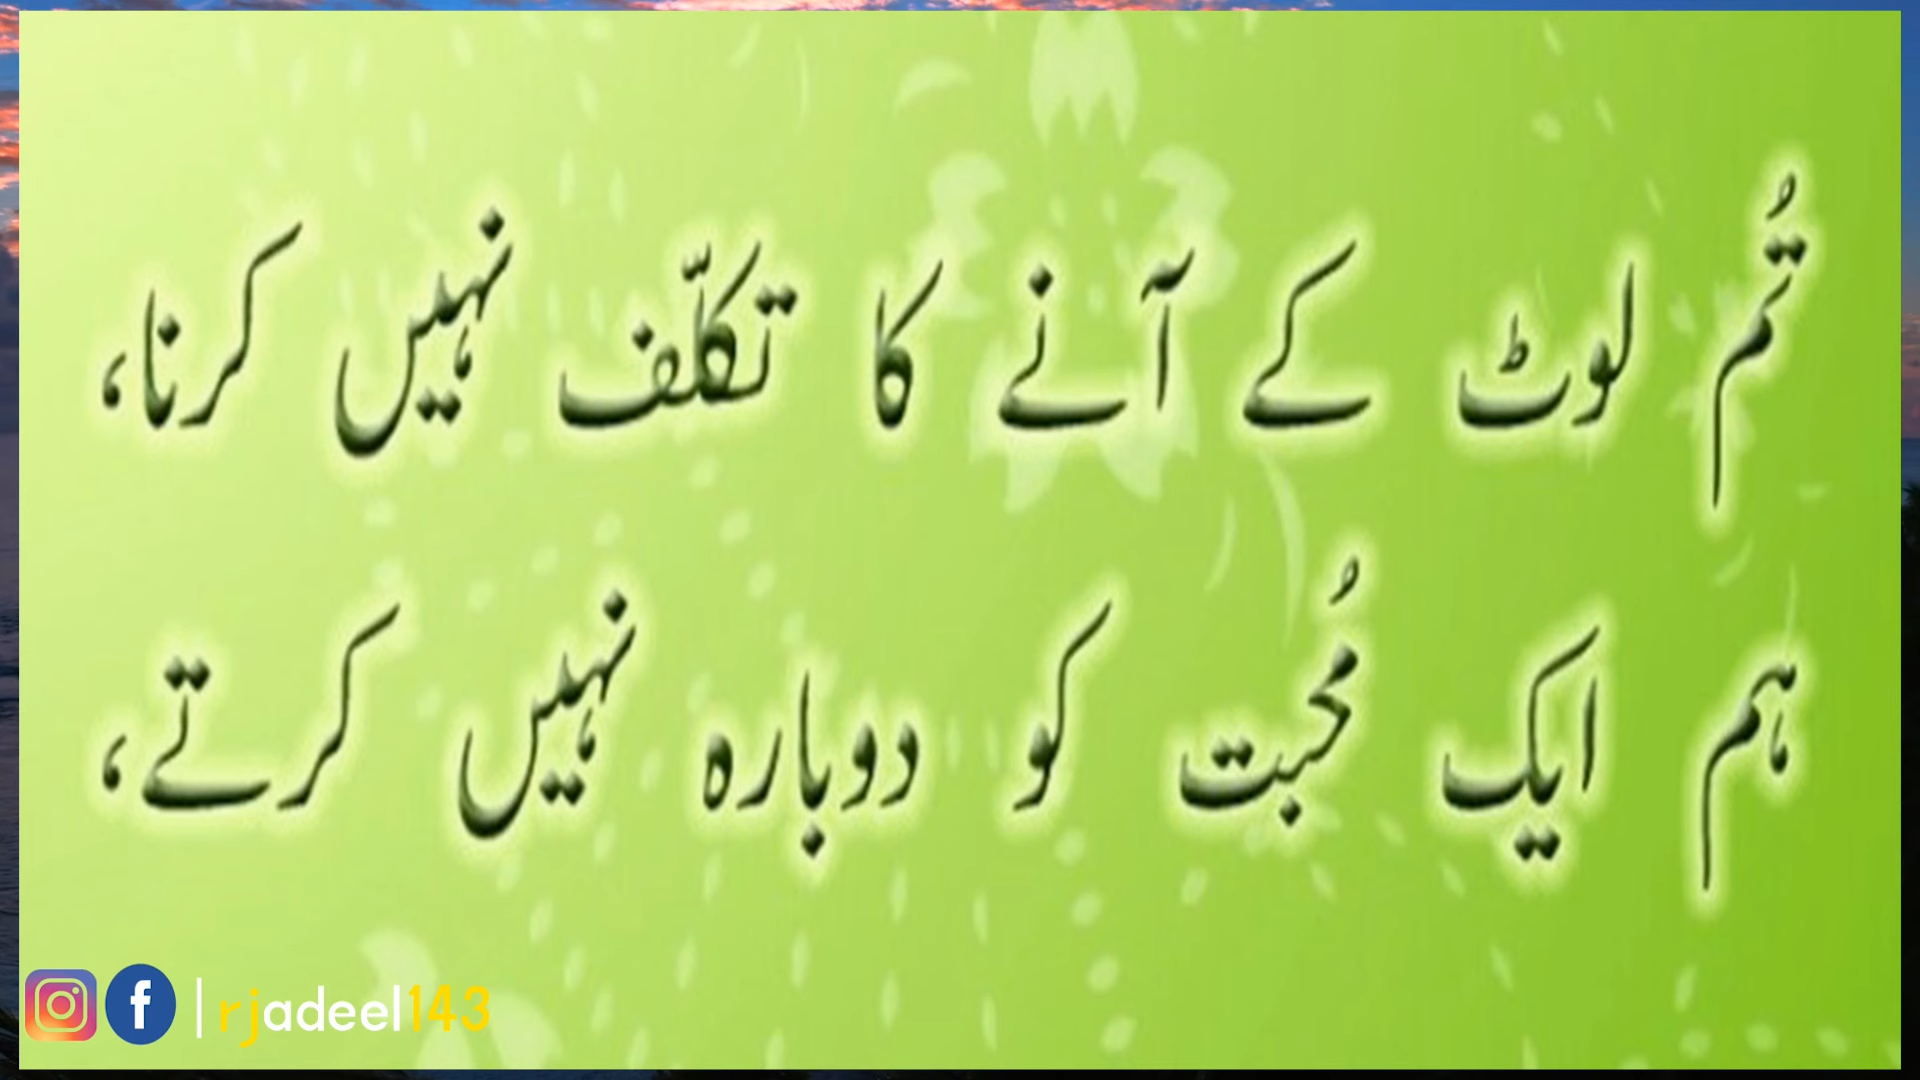 تُم لوٹ کے آنے کا تکلّف نہیں کرنا،
ہم ایک مُحبت کو دوبارہ نہیں کرتے،
rjadeel143